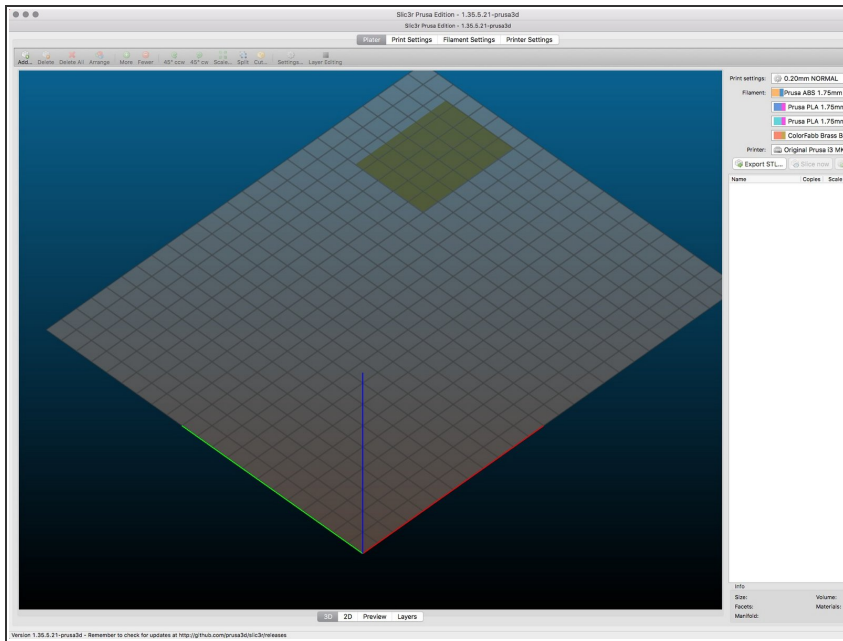 Slic3r Prusa Edition - 1.35.5.21-prusa3d
Slic3r Prusa Edition - 1.35.5.21-prusa3d
Plater Print Settings Filament Settings Printer Settings
Add... Delete Delete All Arrange More Fewer 45° ccw 45° cw Scale... Split Cut... Settings... Layer Editing
Print settings: 0.20mm NORMAL
Filament: Prusa ABS 1.75mm
Prusa PLA 1.75mm
Prusa PLA 1.75mm
ColorFabb Brass B
Printer: Original Prusa i3 MK
Export STL... Slice now
Name Copies Scale
Info
Size: Volume:
Facets: Materials:
Manifold:
3D 2D Preview Layers
Version 1.35.5.21-prusa3d - Remember to check for updates at http://github.com/prusa3d/slic3r/releases